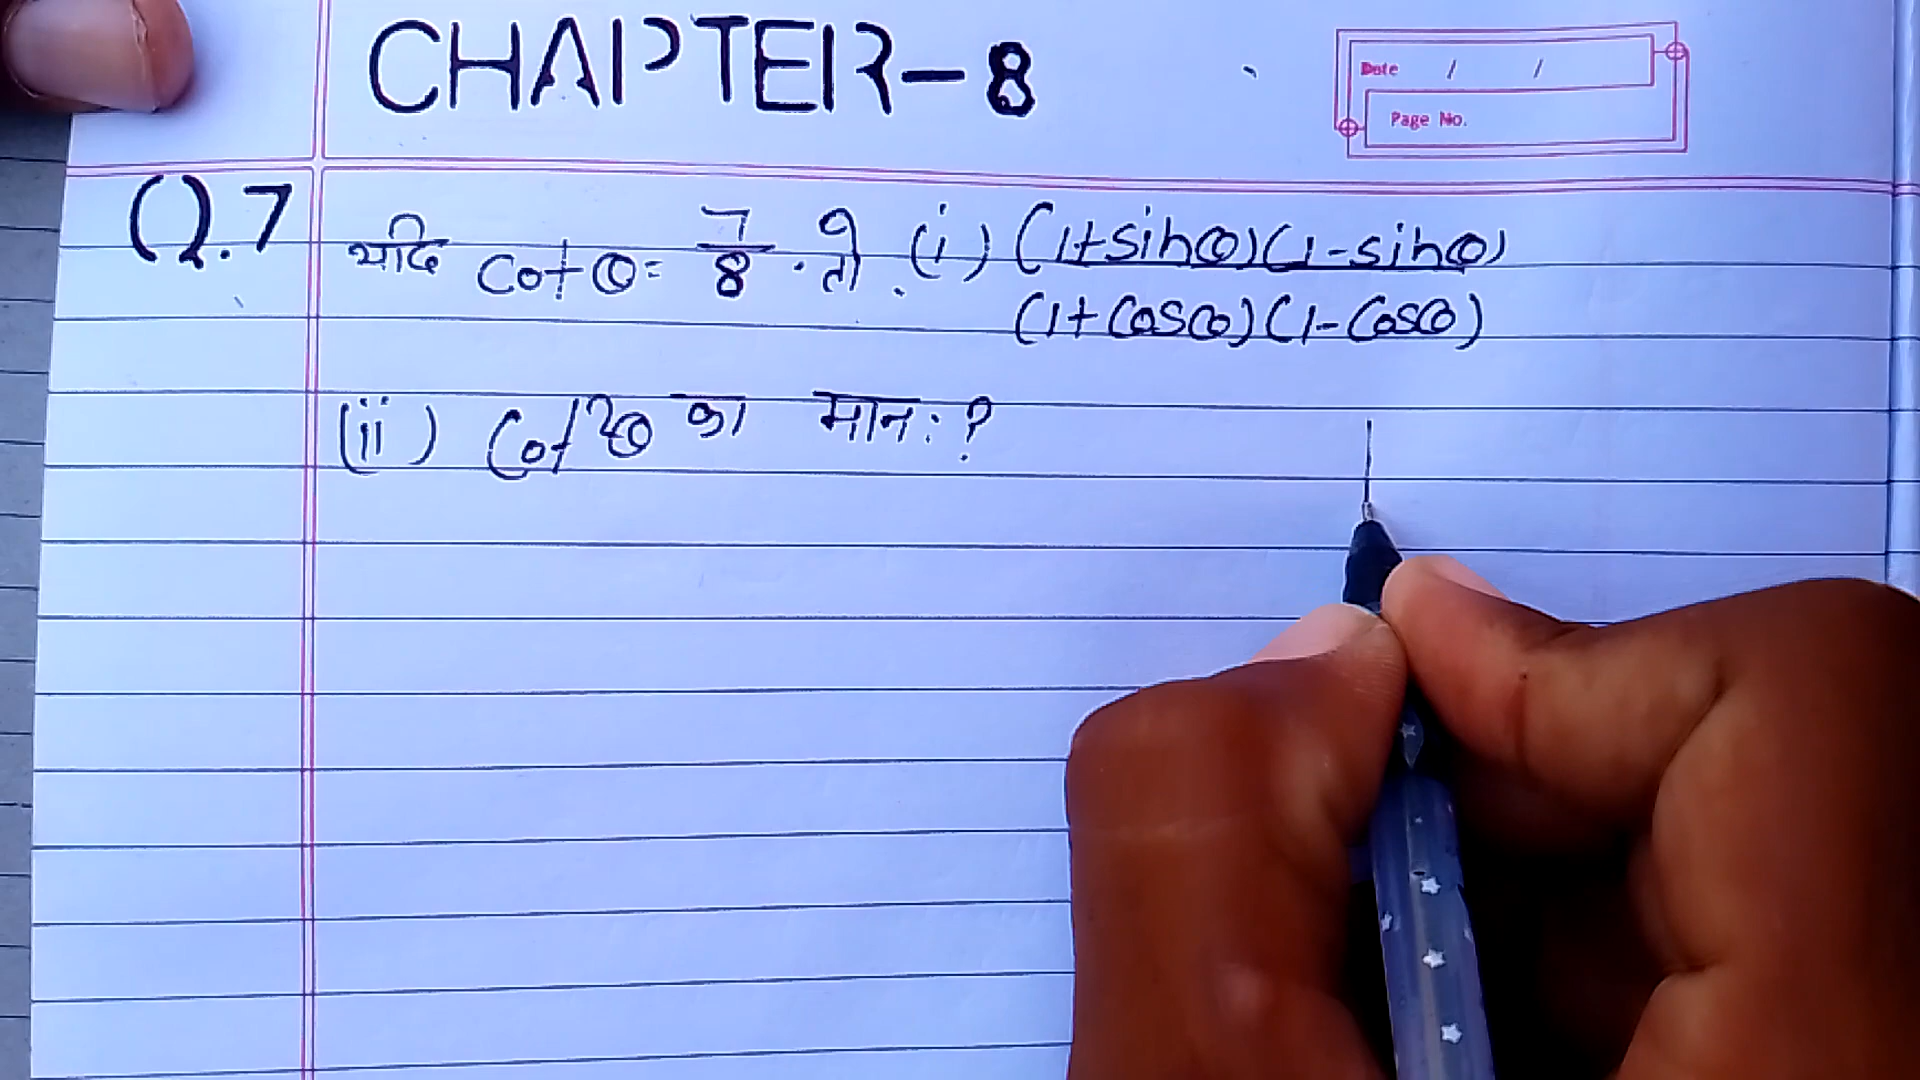 CHAPTER-8
Date / /
Page No.
Q.7 यदि Cot θ = 7/8 . तो . (i) (1+sinθ)(1-sinθ)
(1+Cosθ)(1-Cosθ)
(ii) Cot²θ का मान : ?